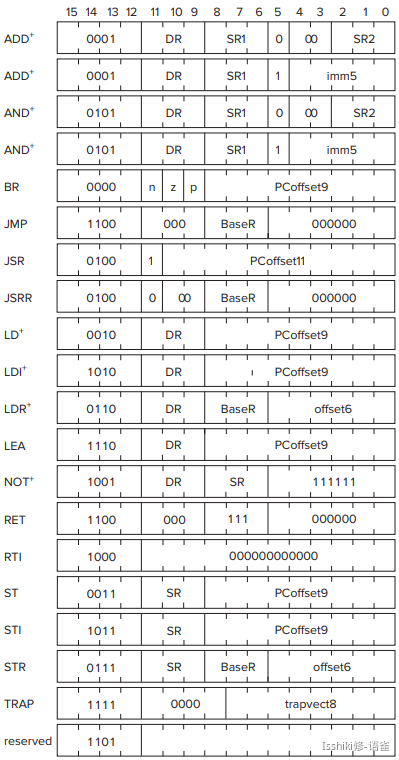 15 14 13 12 11 10 9 8 7 6 5 4 3 2 1 0
ADD+ 0001 DR SR1 0 00 SR2
ADD+ 0001 DR SR1 1 imm5
AND+ 0101 DR SR1 0 00 SR2
AND+ 0101 DR SR1 1 imm5
BR 0000 n z p PCoffset9
JMP 1100 000 BaseR 000000
JSR 0100 1 PCoffset11
JSRR 0100 0 00 BaseR 000000
LD+ 0010 DR PCoffset9
LDI+ 1010 DR PCoffset9
LDR+ 0110 DR BaseR offset6
LEA 1110 DR PCoffset9
NOT+ 1001 DR SR 111111
RET 1100 000 111 000000
RTI 1000 000000000000
ST 0011 SR PCoffset9
STI 1011 SR PCoffset9
STR 0111 SR BaseR offset6
TRAP 1111 0000 trapvect8
reserved 1101
Isshiki修-语雀